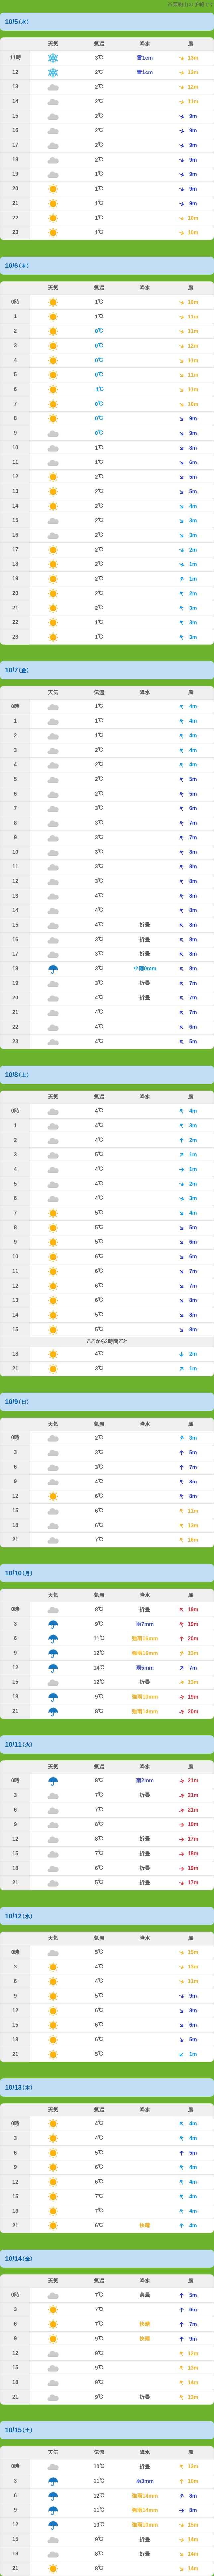 ※東駒山の予報です
10/5(水)
天気 気温 降水 風
11時 3℃ 雪1cm 13m
12 2℃ 雪1cm 13m
13 2℃ 12m
14 2℃ 11m
15 2℃ 9m
16 2℃ 9m
17 2℃ 9m
18 2℃ 9m
19 1℃ 9m
20 1℃ 9m
21 1℃ 9m
22 1℃ 10m
23 1℃ 10m
10/6(木)
天気 気温 降水 風
0時 1℃ 10m
1 1℃ 11m
2 0℃ 11m
3 0℃ 12m
4 0℃ 11m
5 0℃ 11m
6 -1℃ 11m
7 0℃ 10m
8 0℃ 9m
9 0℃ 9m
10 1℃ 8m
11 1℃ 6m
12 2℃ 5m
13 2℃ 5m
14 2℃ 4m
15 2℃ 3m
16 2℃ 3m
17 2℃ 2m
18 2℃ 1m
19 2℃ 1m
20 2℃ 2m
21 2℃ 3m
22 1℃ 3m
23 1℃ 3m
10/7(金)
天気 気温 降水 風
0時 1℃ 4m
1 1℃ 4m
2 1℃ 4m
3 2℃ 4m
4 2℃ 4m
5 2℃ 5m
6 2℃ 5m
7 3℃ 6m
8 3℃ 7m
9 3℃ 7m
10 3℃ 8m
11 3℃ 8m
12 3℃ 8m
13 4℃ 8m
14 4℃ 8m
15 4℃ 折畳 8m
16 3℃ 折畳 8m
17 3℃ 折畳 8m
18 3℃ 小雨0mm 8m
19 3℃ 折畳 7m
20 4℃ 折畳 7m
21 4℃ 7m
22 4℃ 6m
23 4℃ 5m
10/8(土)
天気 気温 降水 風
0時 4℃ 4m
1 4℃ 3m
2 4℃ 2m
3 5℃ 1m
4 4℃ 1m
5 4℃ 2m
6 4℃ 3m
7 5℃ 4m
8 5℃ 5m
9 5℃ 6m
10 6℃ 6m
11 6℃ 7m
12 6℃ 7m
13 6℃ 8m
14 5℃ 8m
15 5℃ 8m
ここから3時間ごと
18 4℃ 2m
21 3℃ 1m
10/9(日)
天気 気温 降水 風
0時 2℃ 3m
3 3℃ 5m
6 3℃ 7m
9 4℃ 8m
12 6℃ 8m
15 6℃ 11m
18 6℃ 13m
21 7℃ 16m
10/10(月)
天気 気温 降水 風
0時 8℃ 折畳 19m
3 9℃ 雨7mm 19m
6 11℃ 強雨16mm 20m
9 12℃ 強雨16mm 13m
12 14℃ 雨5mm 7m
15 12℃ 折畳 13m
18 9℃ 強雨10mm 19m
21 8℃ 強雨14mm 20m
10/11(火)
天気 気温 降水 風
0時 8℃ 雨2mm 21m
3 7℃ 折畳 21m
6 7℃ 21m
9 8℃ 19m
12 8℃ 折畳 17m
15 7℃ 折畳 18m
18 6℃ 折畳 19m
21 5℃ 折畳 17m
10/12(水)
天気 気温 降水 風
0時 5℃ 15m
3 4℃ 13m
6 4℃ 11m
9 5℃ 9m
12 6℃ 8m
15 6℃ 6m
18 6℃ 5m
21 5℃ 1m
10/13(木)
天気 気温 降水 風
0時 4℃ 4m
3 4℃ 4m
6 5℃ 5m
9 6℃ 4m
12 6℃ 4m
15 7℃ 4m
18 7℃ 4m
21 6℃ 快晴 4m
10/14(金)
天気 気温 降水 風
0時 7℃ 薄曇 5m
3 7℃ 6m
6 7℃ 快晴 7m
9 9℃ 快晴 9m
12 9℃ 12m
15 9℃ 13m
18 9℃ 14m
21 9℃ 折畳 13m
10/15(土)
天気 気温 降水 風
0時 10℃ 折畳 13m
3 11℃ 雨3mm 10m
6 12℃ 強雨14mm 8m
9 11℃ 強雨14mm 8m
12 10℃ 強雨10mm 15m
15 9℃ 折畳 14m
18 8℃ 折畳 14m
21 8℃ 14m